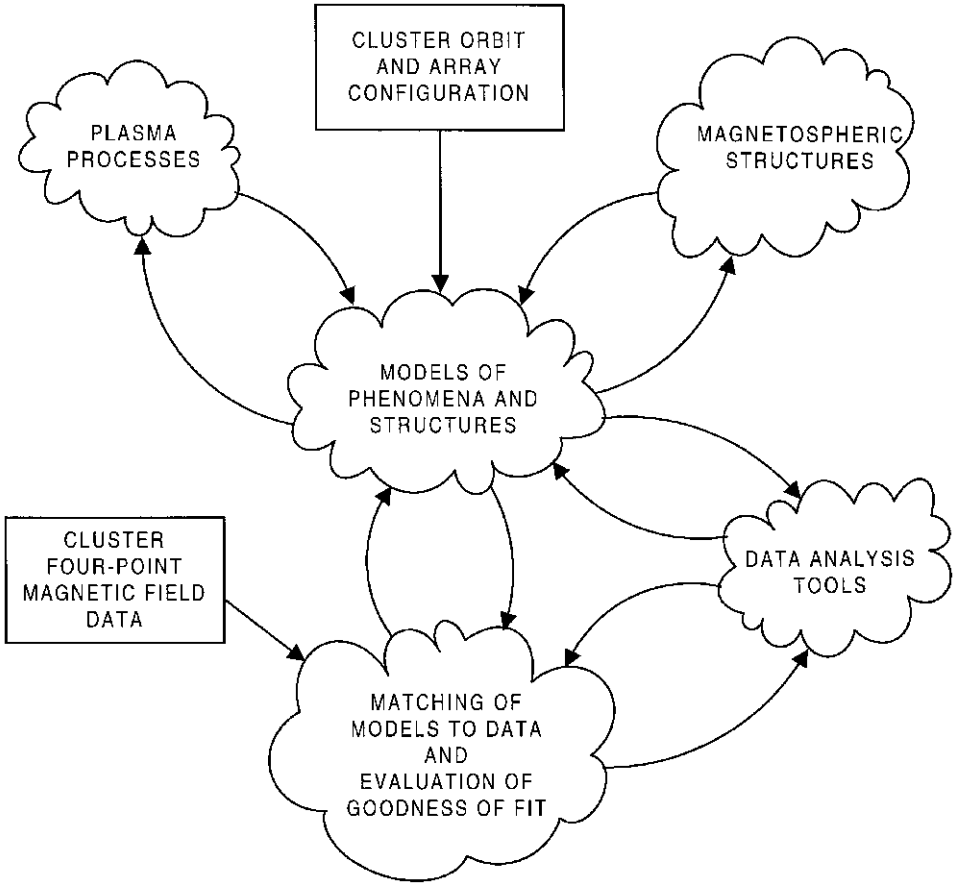 CLUSTER ORBIT
AND ARRAY
CONFIGURATION
PLASMA
PROCESSES
MAGNETOSPHERIC
STRUCTURES
MODELS OF
PHENOMENA AND
STRUCTURES
CLUSTER
FOUR-POINT
MAGNETIC FIELD
DATA
DATA ANALYSIS
TOOLS
MATCHING OF
MODELS TO DATA
AND
EVALUATION OF
GOODNESS OF FIT